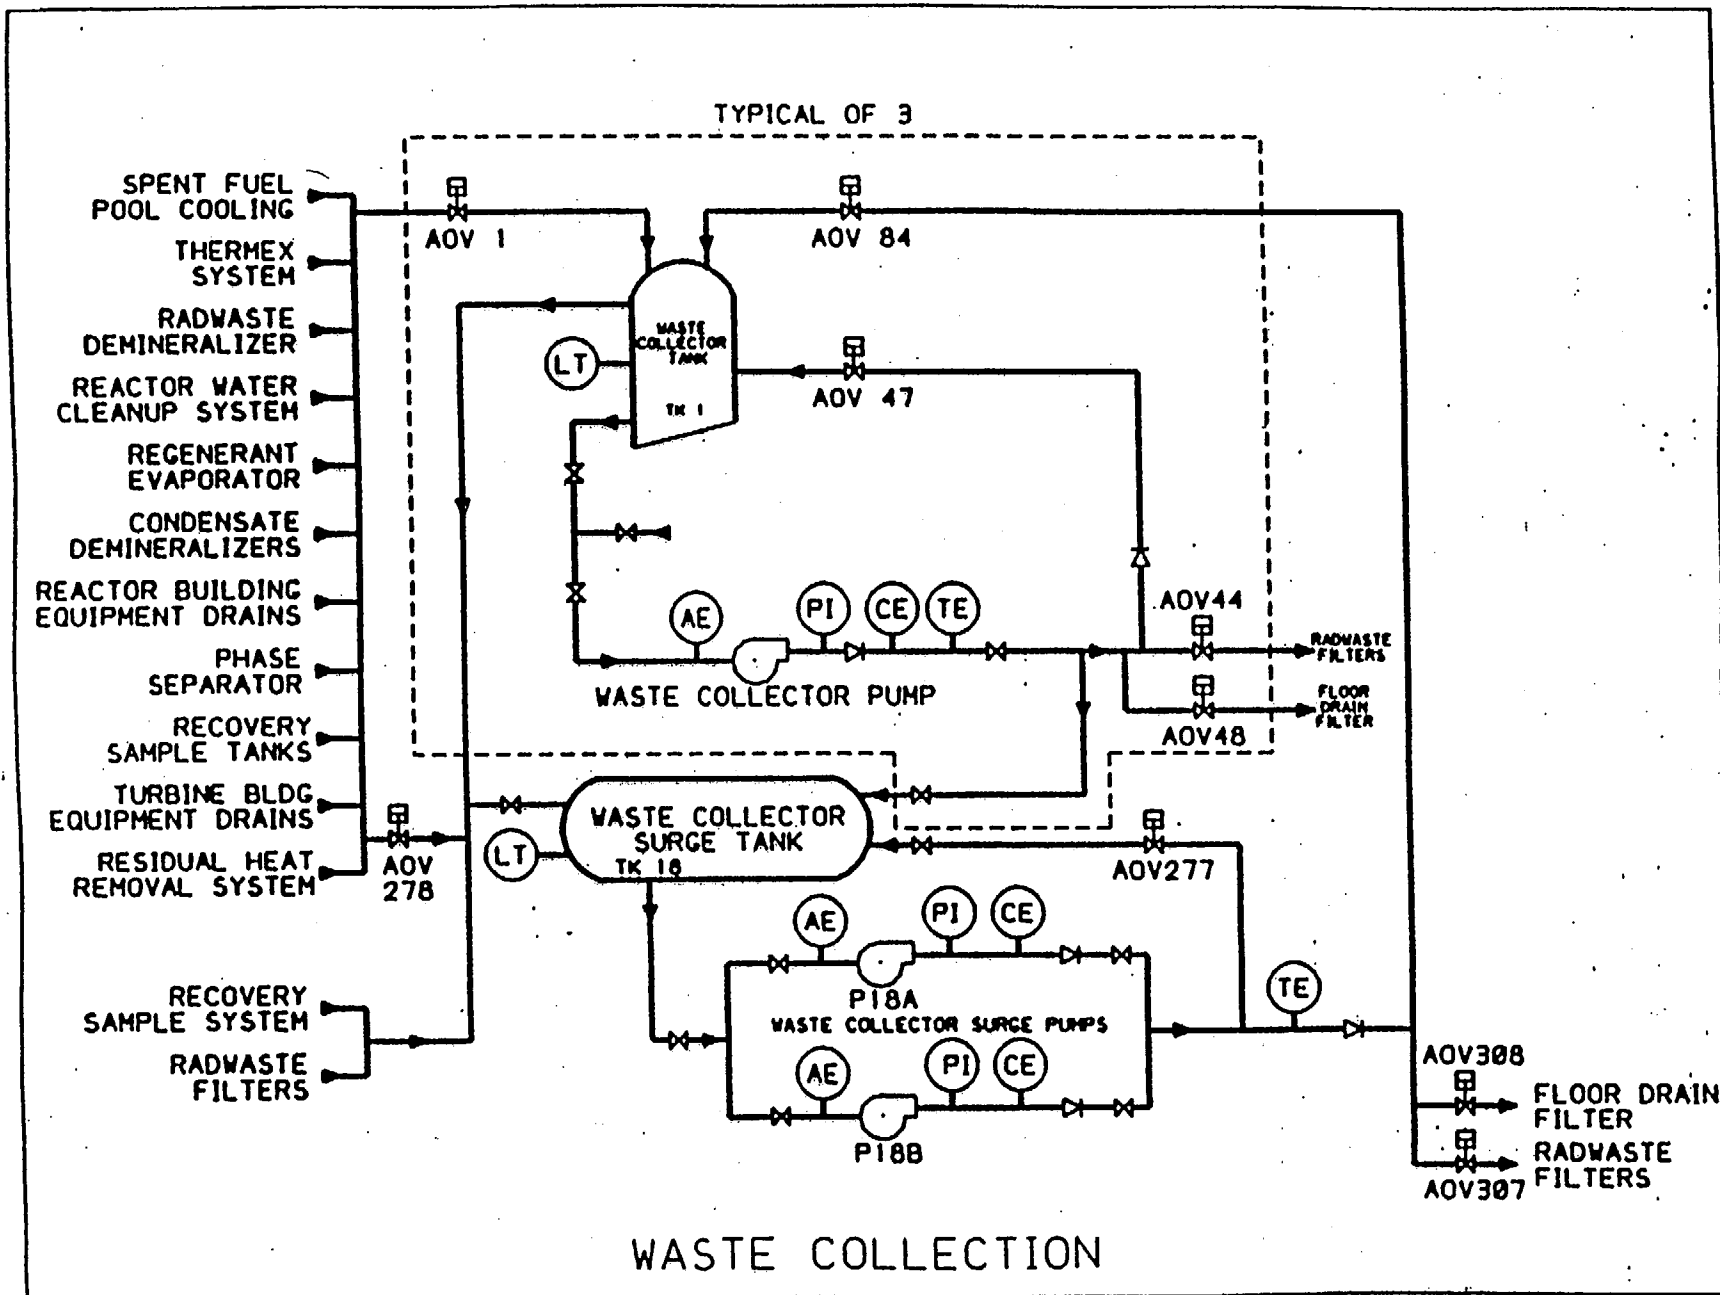 TYPICAL OF 3
SPENT FUEL
POOL COOLING
THERMEX
SYSTEM
RADWASTE
DEMINERALIZER
REACTOR WATER
CLEANUP SYSTEM
REGENERANT
EVAPORATOR
CONDENSATE
DEMINERALIZERS
REACTOR BUILDING
EQUIPMENT DRAINS
PHASE
SEPARATOR
RECOVERY
SAMPLE TANKS
TURBINE BLDG
EQUIPMENT DRAINS
RESIDUAL HEAT
REMOVAL SYSTEM
RECOVERY
SAMPLE SYSTEM
RADWASTE
FILTERS
AOV 1
AOV 84
WASTE
COLLECTOR
TANK
TK 1
LT
AOV 47
AE
PI
CE
TE
WASTE COLLECTOR PUMP
AOV44
RADWASTE
FILTERS
FLOOR
DRAIN
FILTER
AOV48
AOV
278
WASTE COLLECTOR
SURGE TANK
TK 18
LT
AOV277
AE
PI
CE
P18A
WASTE COLLECTOR SURGE PUMPS
TE
AE
PI
CE
P18B
AOV308
FLOOR DRAIN
FILTER
RADWASTE
FILTERS
AOV307
WASTE COLLECTION